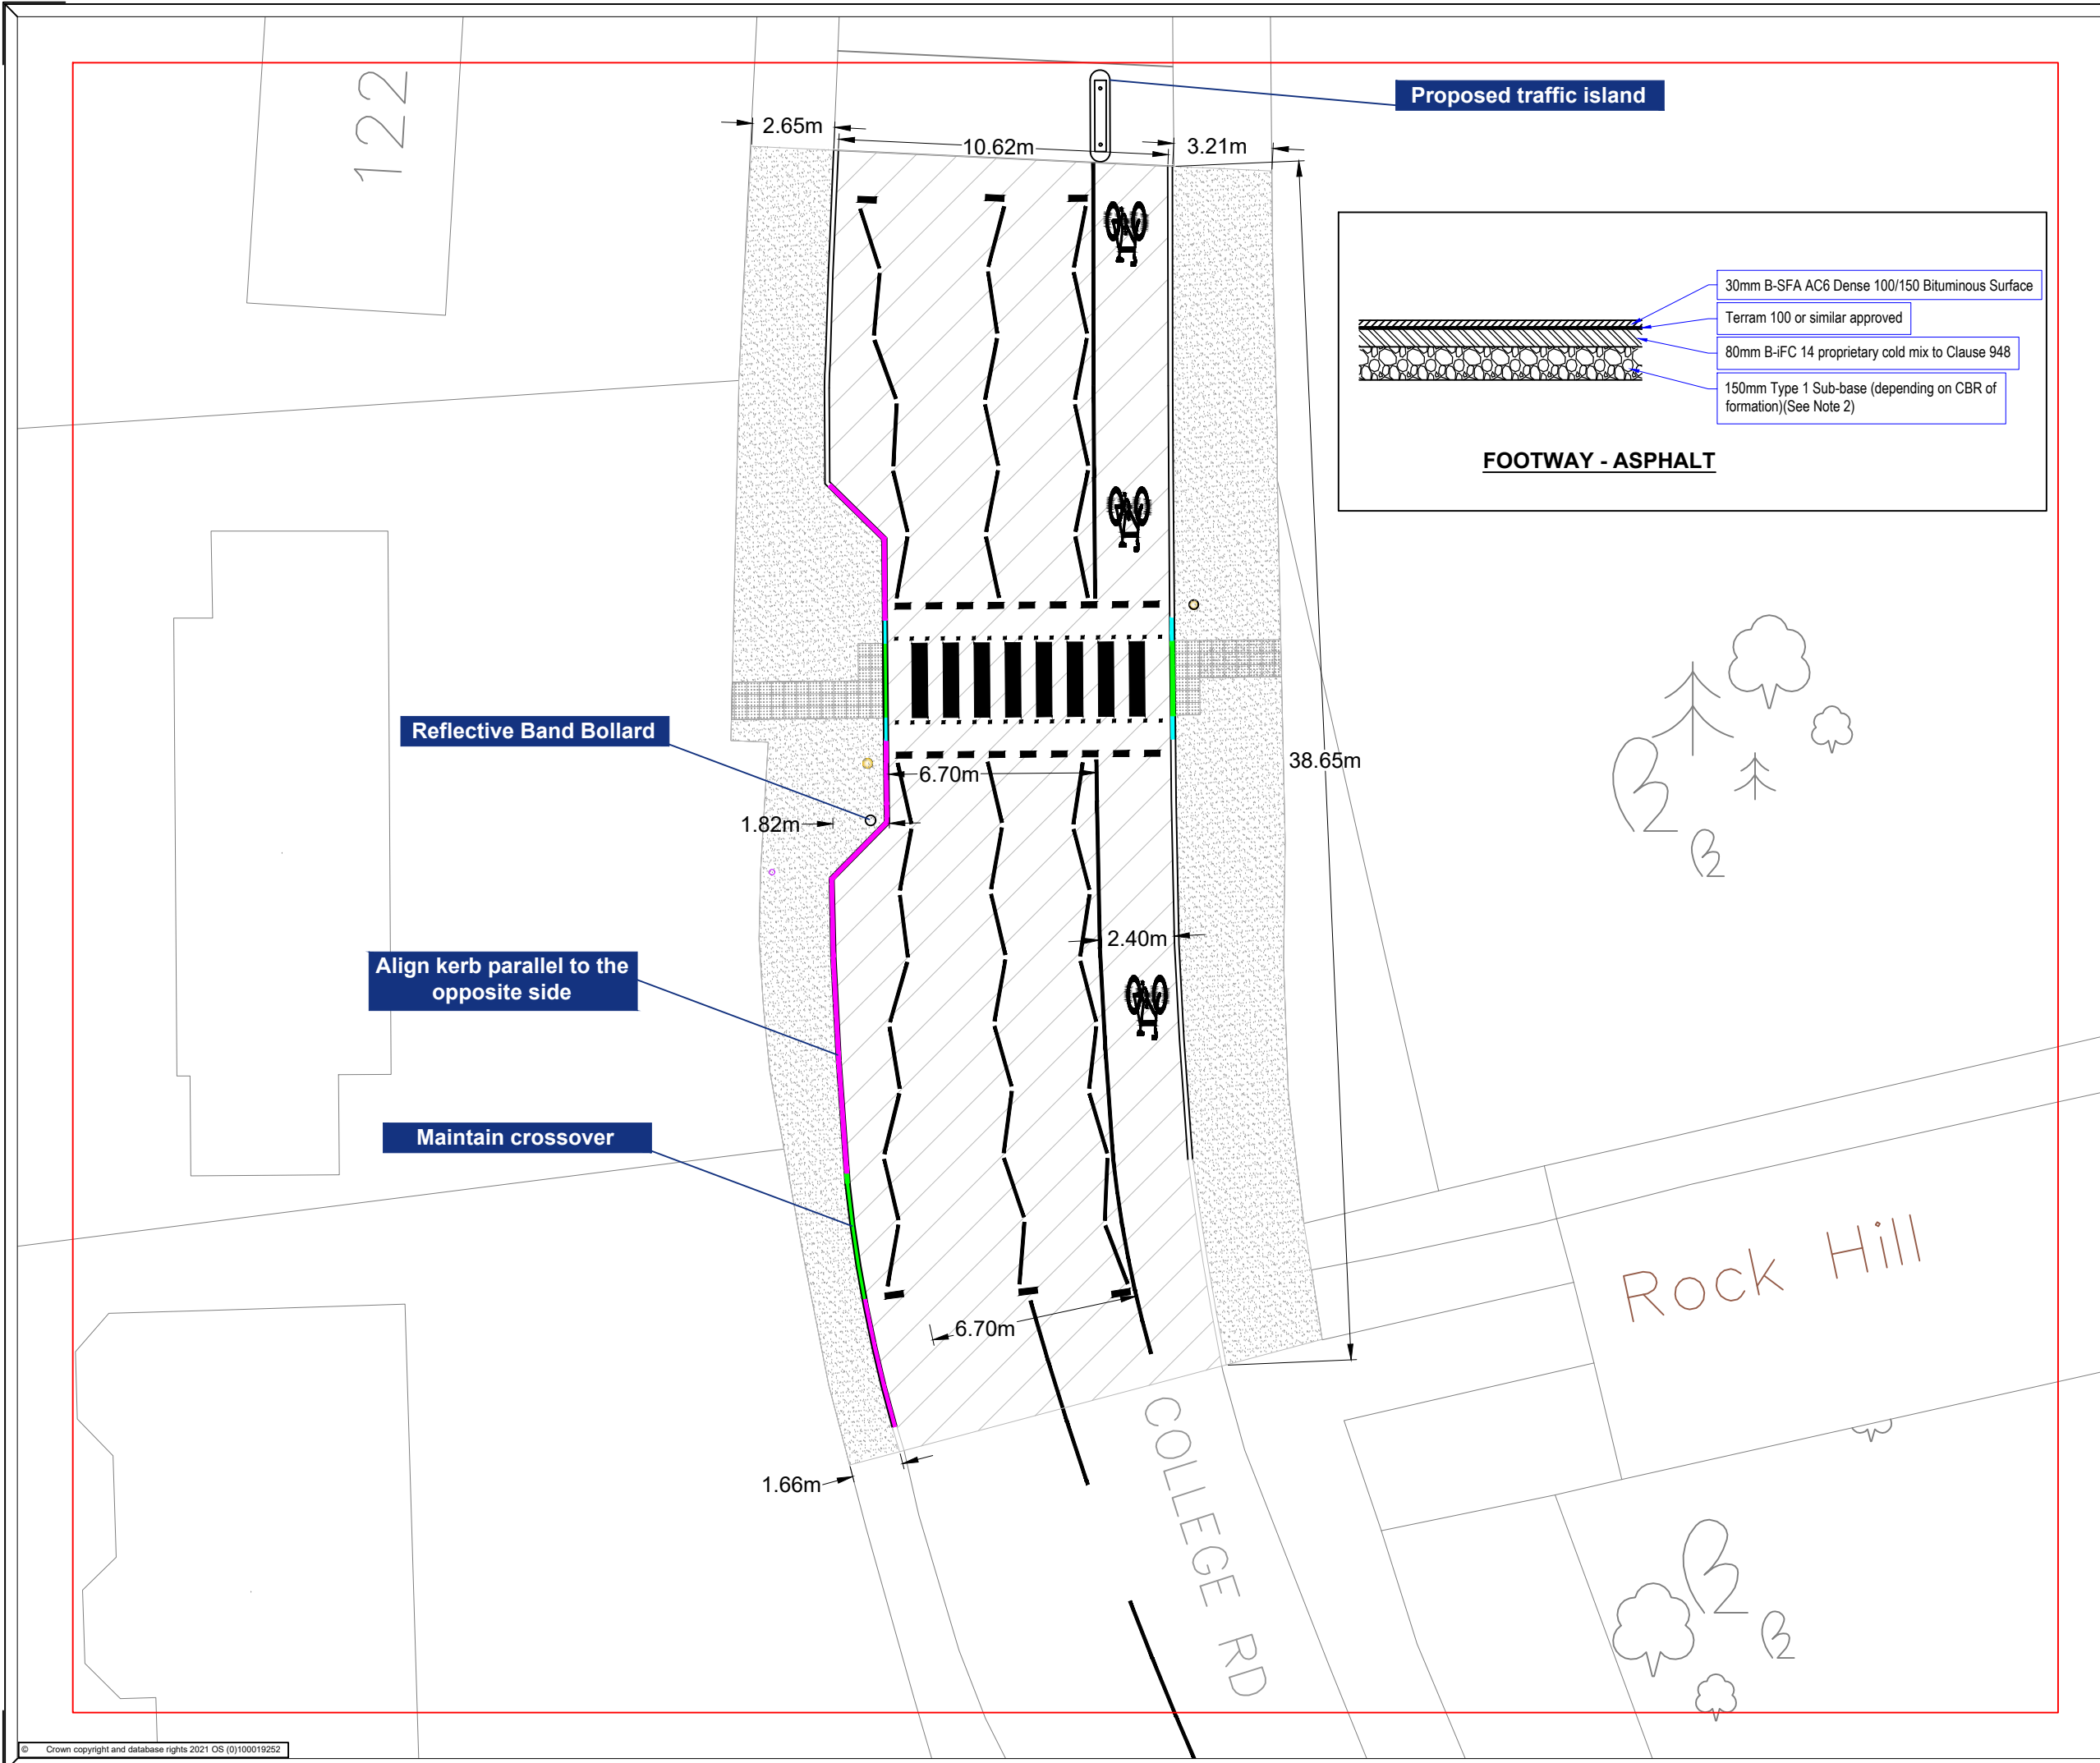 122
Proposed traffic island
2.65m
10.62m
3.21m
30mm B-SFA AC6 Dense 100/150 Bituminous Surface
Terram 100 or similar approved
80mm B-iFC 14 proprietary cold mix to Clause 948
150mm Type 1 Sub-base (depending on CBR of
formation)(See Note 2)
FOOTWAY - ASPHALT
Reflective Band Bollard
6.70m
38.65m
1.82m
2.40m
Align kerb parallel to the
opposite side
Maintain crossover
Rock Hill
6.70m
1.66m
COLLEGE RD
© Crown copyright and database rights 2021 OS (0)100019252